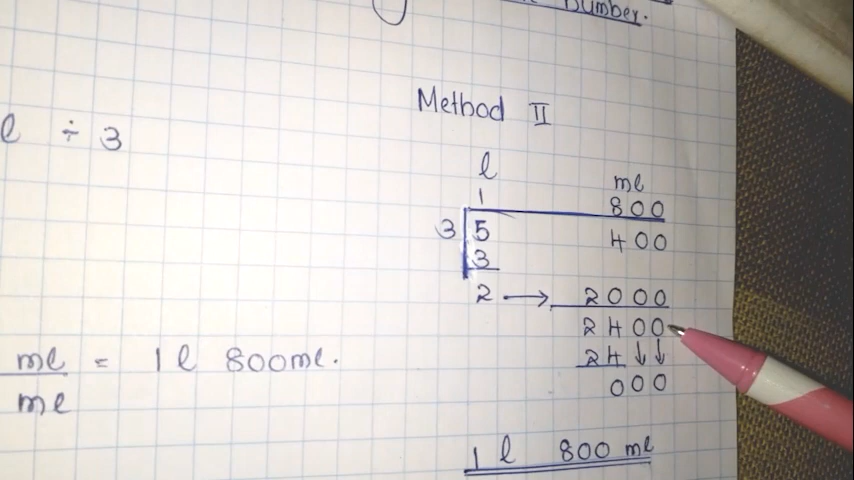 Number.
Method II
l ÷ 3
l ml
1 800
3 5 400
3
2 → 2000
2400
24 ↓ ↓
000
ml = 1 l 800ml.
ml
1 l 800 ml